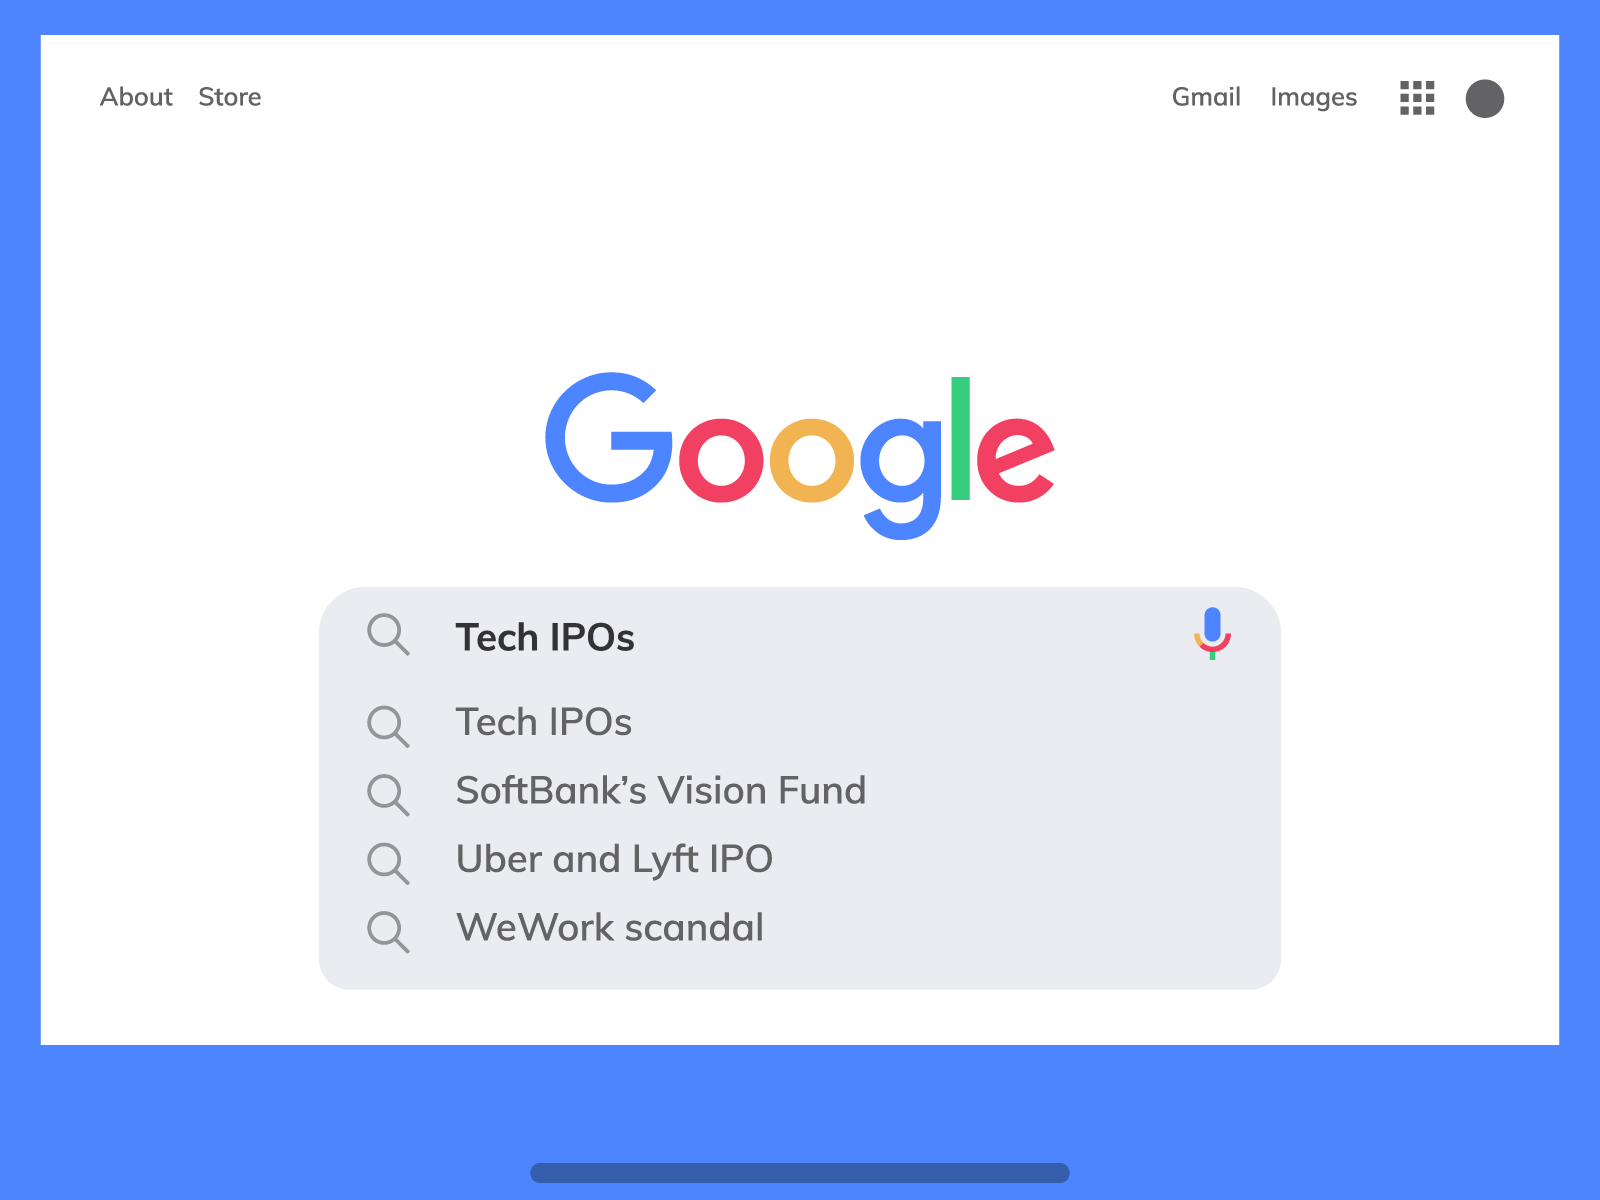 About Store Gmail Images
Google
Tech IPOs
Tech IPOs
SoftBank’s Vision Fund
Uber and Lyft IPO
WeWork scandal